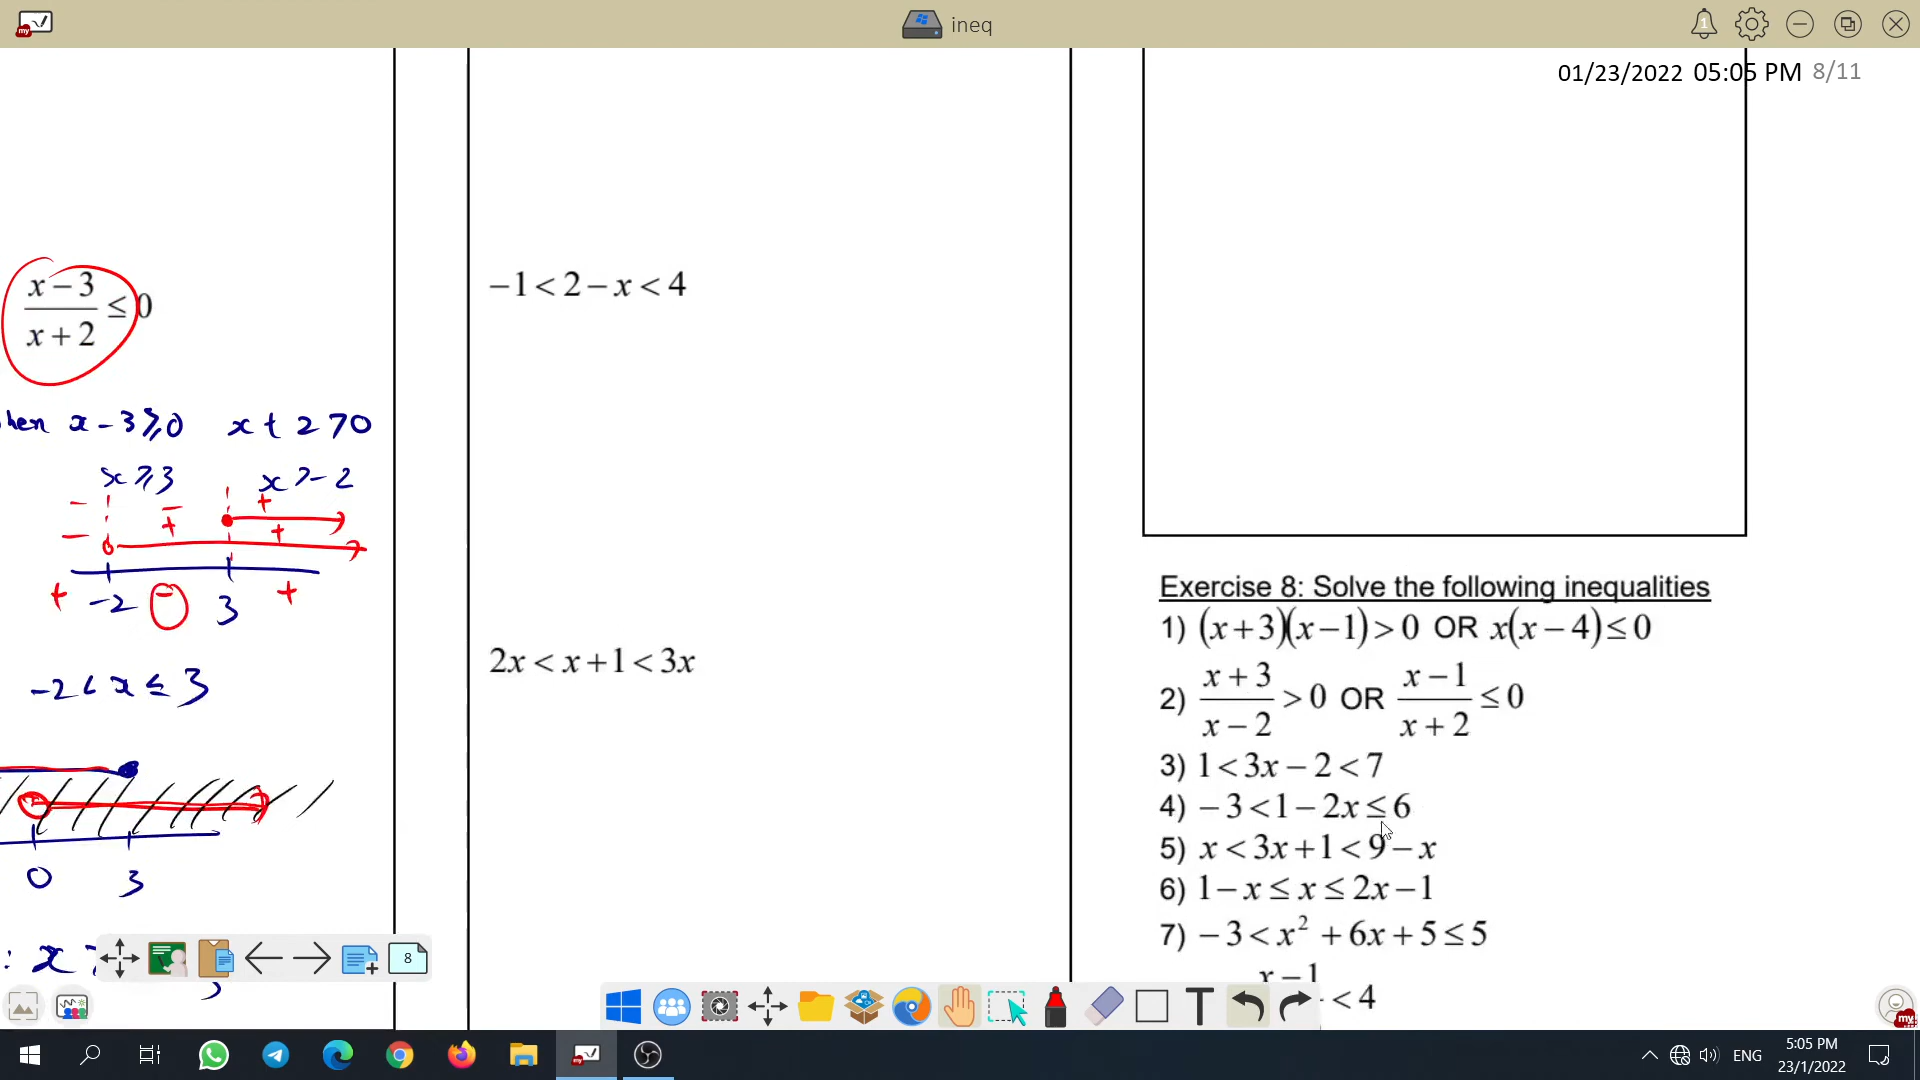 ineq
01/23/2022 05:05 PM 8/11
x − 3
x + 2
≤ 0
x - 3 ≥ 0 x + 2 > 0
x ≥ 3 x > - 2
- - + +
- + +
+ -2 - 3 +
-2 < x ≤ 3
0 3
: x
3
−1 < 2 − x < 4
2x < x + 1 < 3x
Exercise 8: Solve the following inequalities
1) (x + 3)(x − 1) > 0 OR x(x − 4) ≤ 0
2) x + 3 / x − 2 > 0 OR x − 1 / x + 2 ≤ 0
3) 1 < 3x − 2 < 7
4) − 3 < 1 − 2x ≤ 6
5) x < 3x + 1 < 9 − x
6) 1 − x ≤ x ≤ 2x − 1
7) − 3 < x² + 6x + 5 ≤ 5
x − 1
< 4
8
T
my
ENG
5:05 PM
23/1/2022